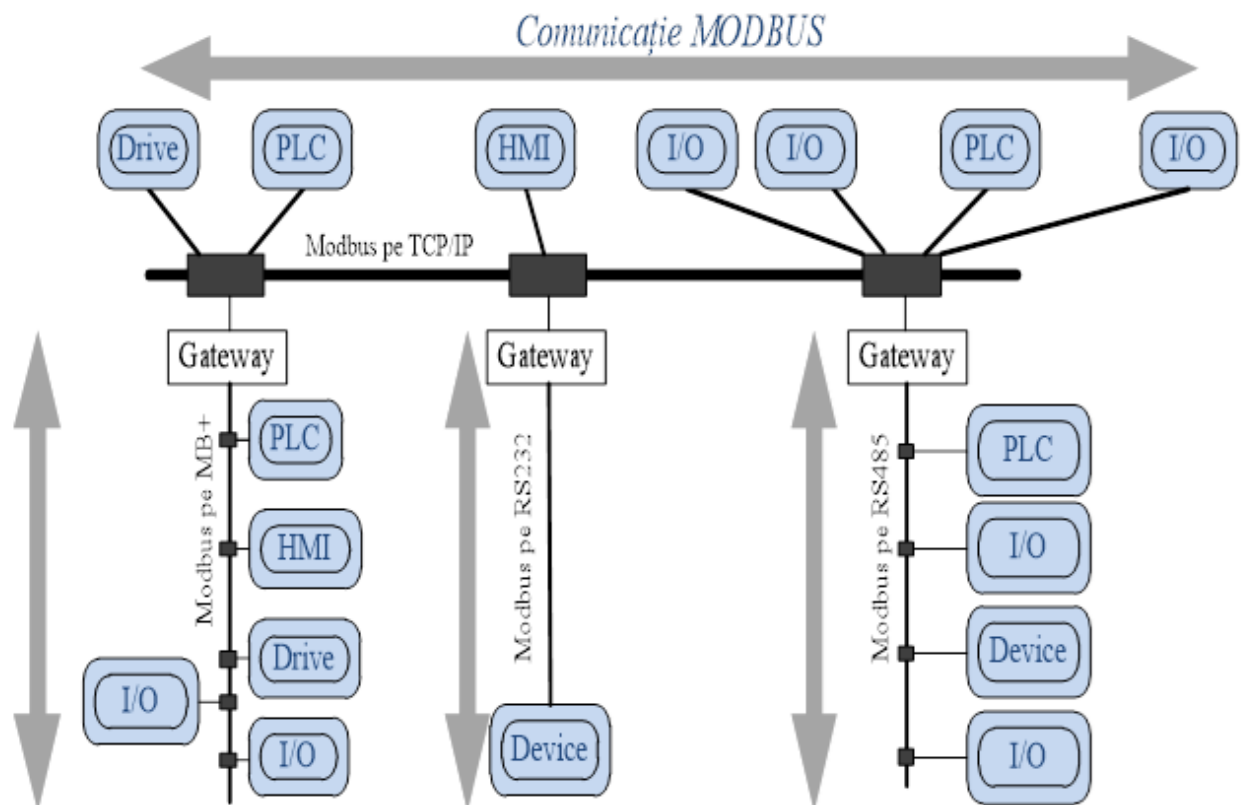 Comunicație MODBUS
Drive
PLC
HMI
I/O
I/O
PLC
I/O
Modbus pe TCP/IP
Gateway
Gateway
Gateway
Modbus pe MB+
PLC
HMI
Drive
I/O
I/O
Modbus pe RS232
Device
Modbus pe RS485
PLC
I/O
Device
I/O